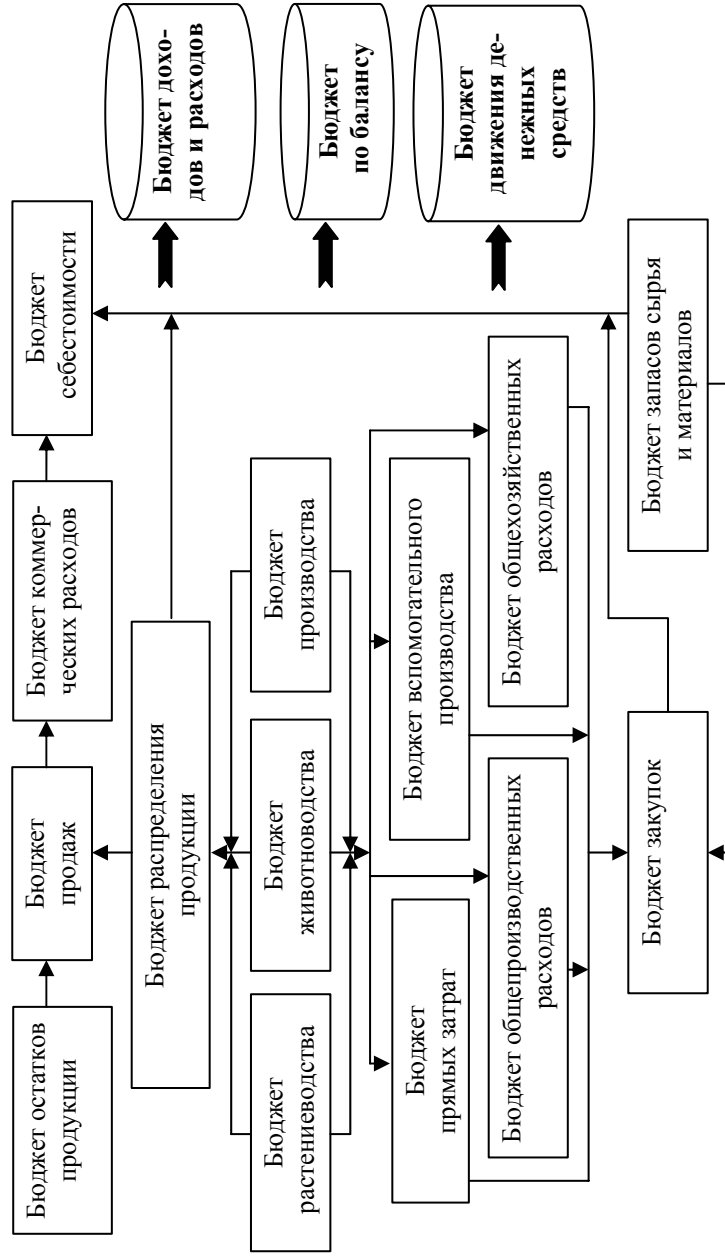 Бюджет остатков
продукции
Бюджет
продаж
Бюджет коммер-
ческих расходов
Бюджет
себестоимости
Бюджет распределения
продукции
Бюджет
растениеводства
Бюджет
животноводства
Бюджет
производства
Бюджет
прямых затрат
Бюджет вспомогательного
производства
Бюджет общепроизводственных
расходов
Бюджет общехозяйственных
расходов
Бюджет закупок
Бюджет запасов сырья
и материалов
Бюджет дохо-
дов и расходов
Бюджет
по балансу
Бюджет
движения де-
нежных
средств